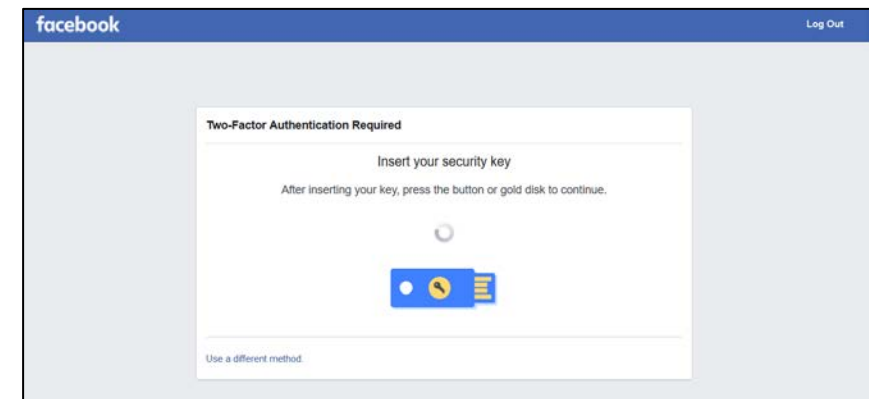 facebook
Log Out
Two-Factor Authentication Required
Insert your security key
After inserting your key, press the button or gold disk to continue.
Use a different method.